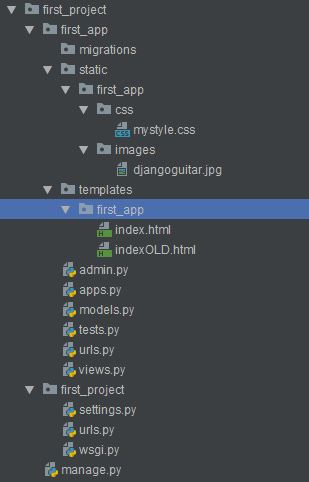 first_project
first_app
migrations
static
first_app
css
mystyle.css
images
djangoguitar.jpg
templates
first_app
index.html
indexOLD.html
admin.py
apps.py
models.py
tests.py
urls.py
views.py
first_project
settings.py
urls.py
wsgi.py
manage.py